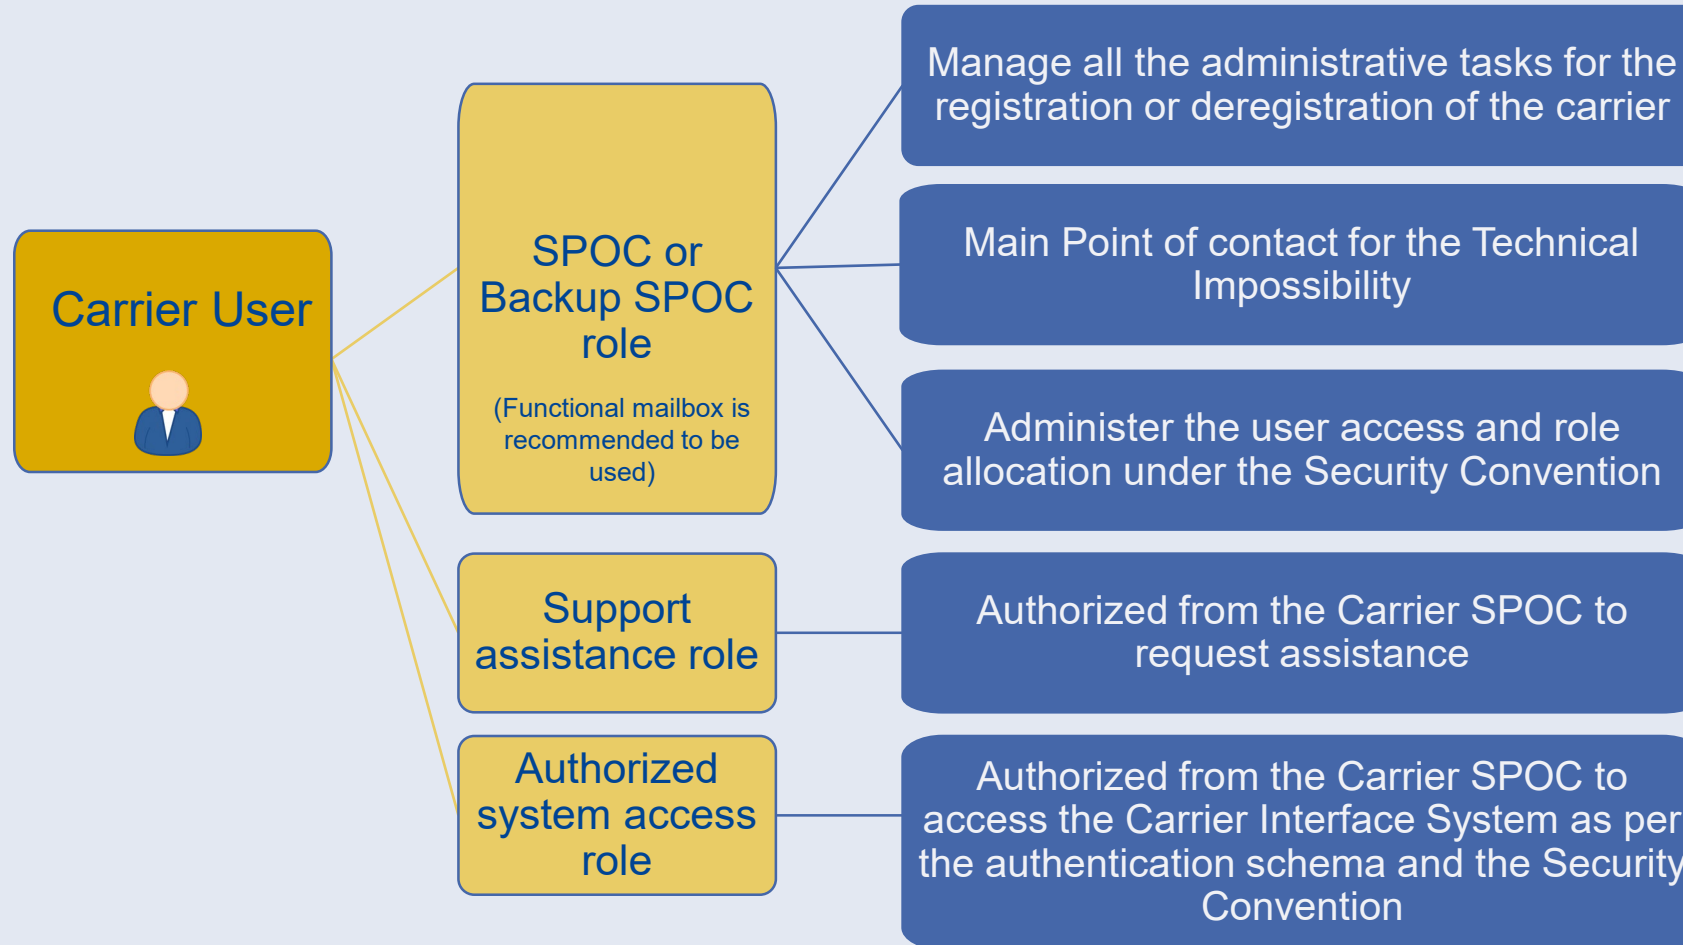 Carrier User
SPOC or
Backup SPOC
role
(Functional mailbox is
recommended to be
used)
Manage all the administrative tasks for the
registration or deregistration of the carrier
Main Point of contact for the Technical
Impossibility
Administer the user access and role
allocation under the Security Convention
Support
assistance role
Authorized from the Carrier SPOC to
request assistance
Authorized
system access
role
Authorized from the Carrier SPOC to
access the Carrier Interface System as per
the authentication schema and the Security
Convention